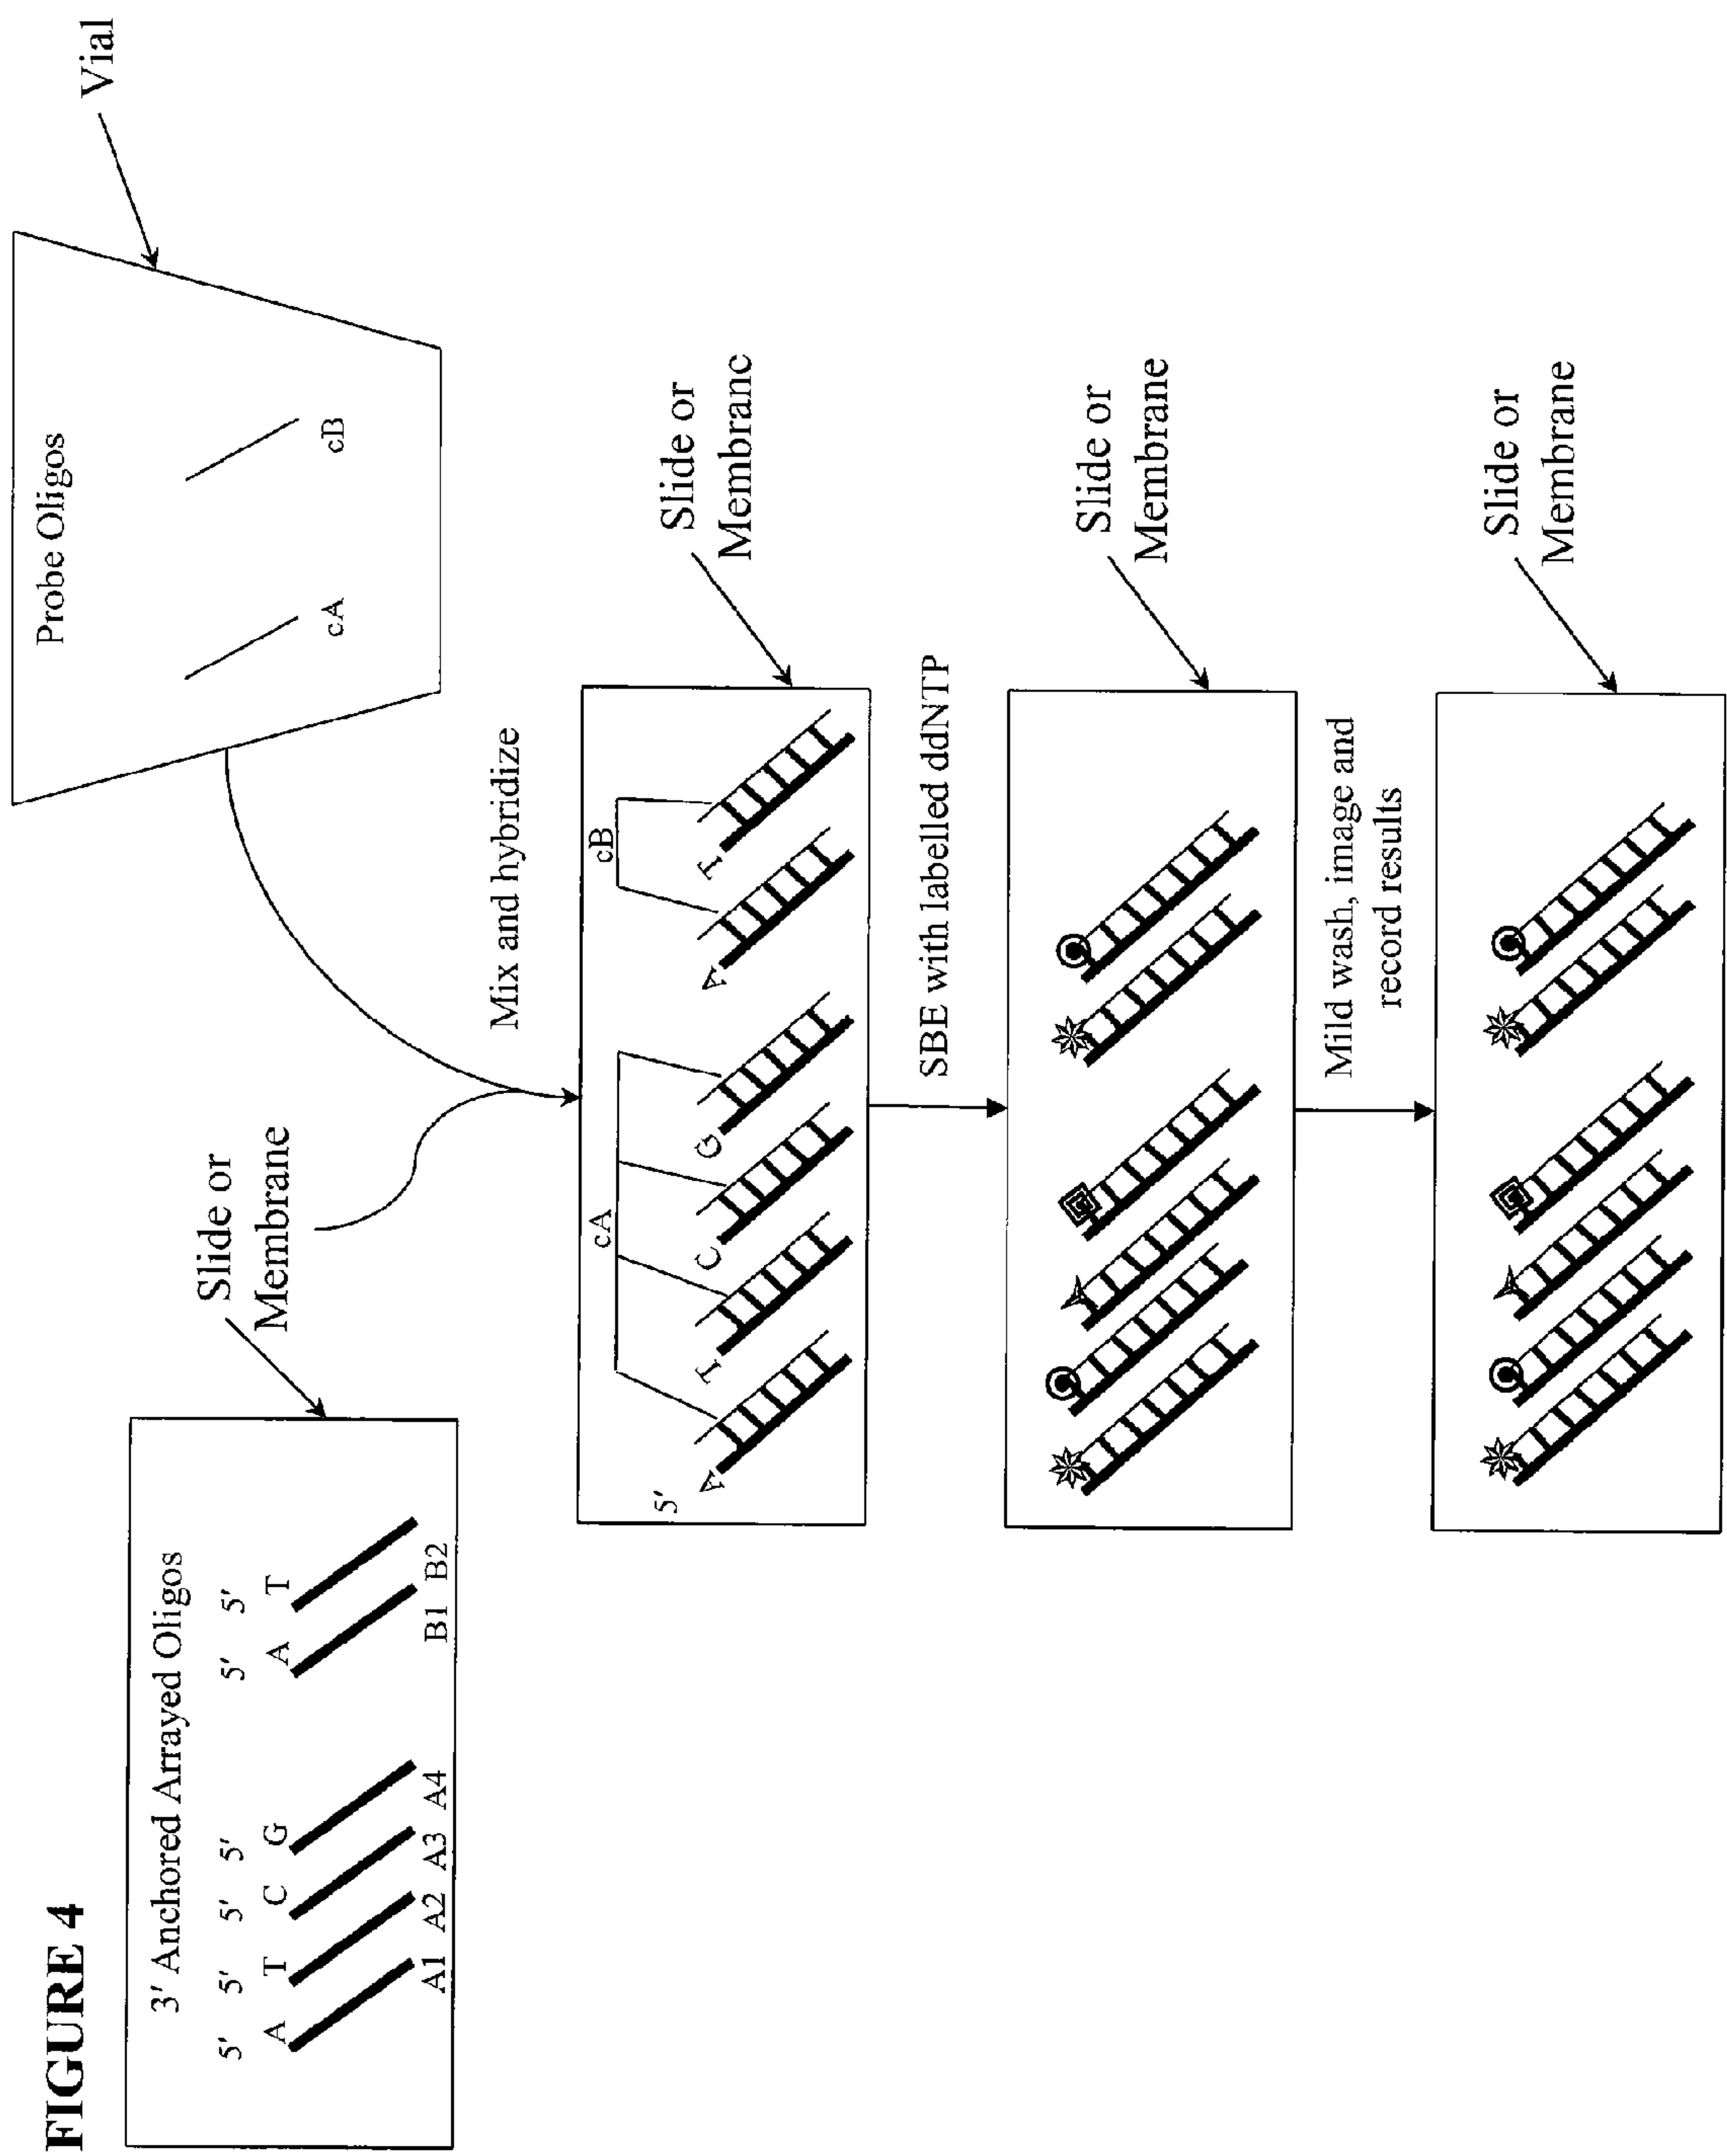 FIGURE 4
3' Anchored Arrayed Oligos
5' 5' 5' 5' 5' 5'
A T C G A T
A1 A2 A3 A4 B1 B2
Slide or
Membrane
Probe Oligos
cA cB
Vial
Mix and hybridize
5'
cA cB
A T C G A T
Slide or
Membrane
SBE with labelled ddNTP
Slide or
Membrane
Mild wash, image and
record results
Slide or
Membrane